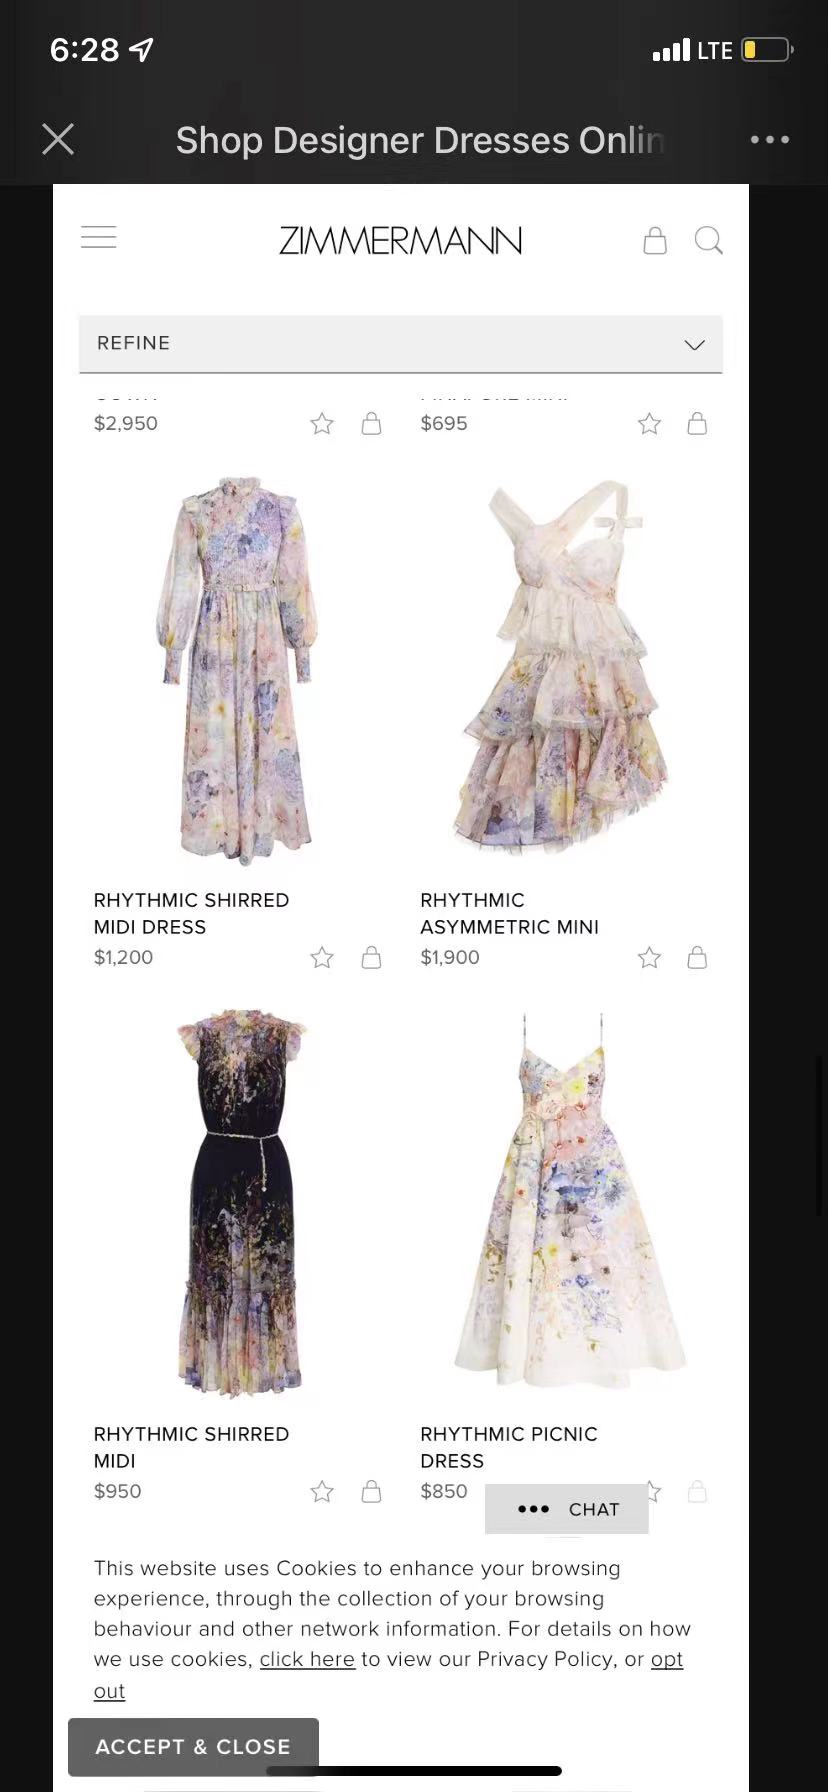 6:28
LTE
Shop Designer Dresses Onlin
ZIMMERMANN
REFINE
$2,950
$695
RHYTHMIC SHIRRED
MIDI DRESS
$1,200
RHYTHMIC
ASYMMETRIC MINI
$1,900
RHYTHMIC SHIRRED
MIDI
$950
RHYTHMIC PICNIC
DRESS
$850
••• CHAT
This website uses Cookies to enhance your browsing
experience, through the collection of your browsing
behaviour and other network information. For details on how
we use cookies, click here to view our Privacy Policy, or opt
out
ACCEPT & CLOSE